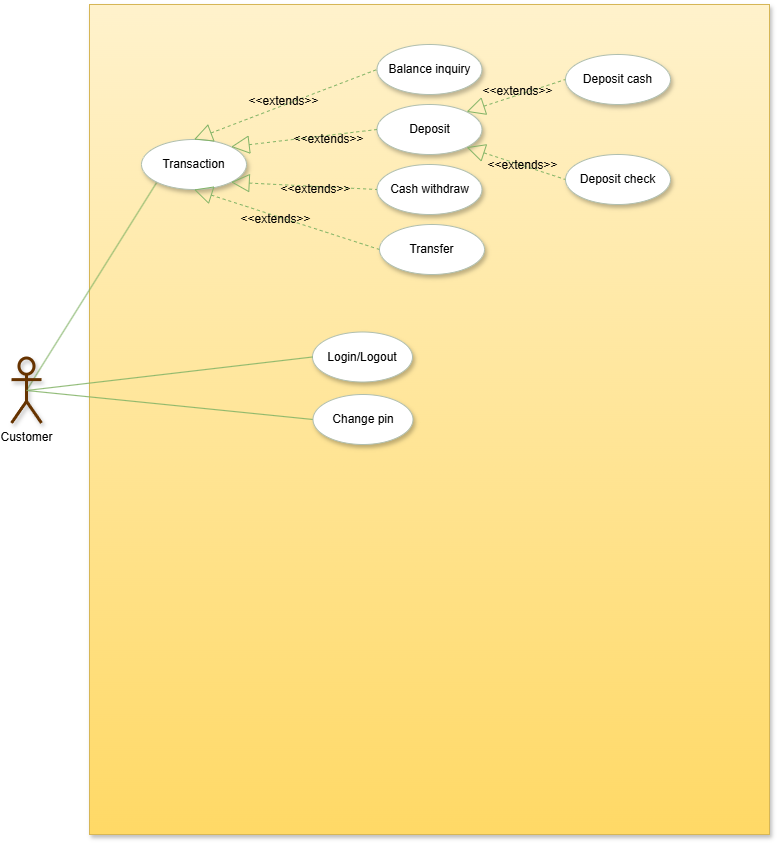 Balance inquiry
Deposit cash
<<extends>>
<<extends>>
Deposit
<<extends>>
Transaction
<<extends>>
Deposit check
<<extends>>
Cash withdraw
<<extends>>
Transfer
Login/Logout
Change pin
Customer